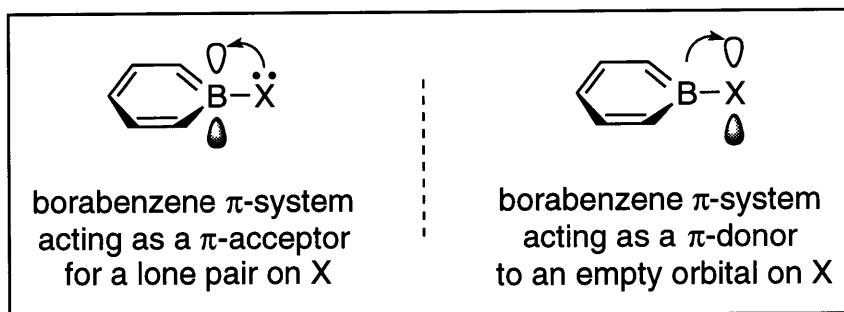 B–X
B–X
borabenzene π-system
acting as a π-acceptor
for a lone pair on X
borabenzene π-system
acting as a π-donor
to an empty orbital on X